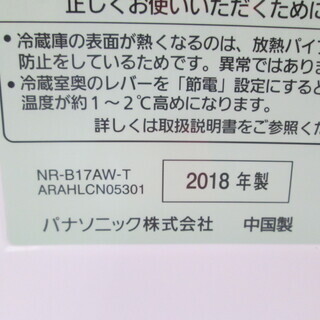 正しくお使いいただくために
●冷蔵庫の表面が熱くなるのは、放熱パイプ
防止をしているためです。異常ではありま
●冷蔵室奥のレバーを「節電」設定にすると
温度が約1～2℃高めになります。
詳しくは取扱説明書をご参照くだ
NR-B17AW-T
ARAHLCN05301
2018年製
パナソニック株式会社 中国製